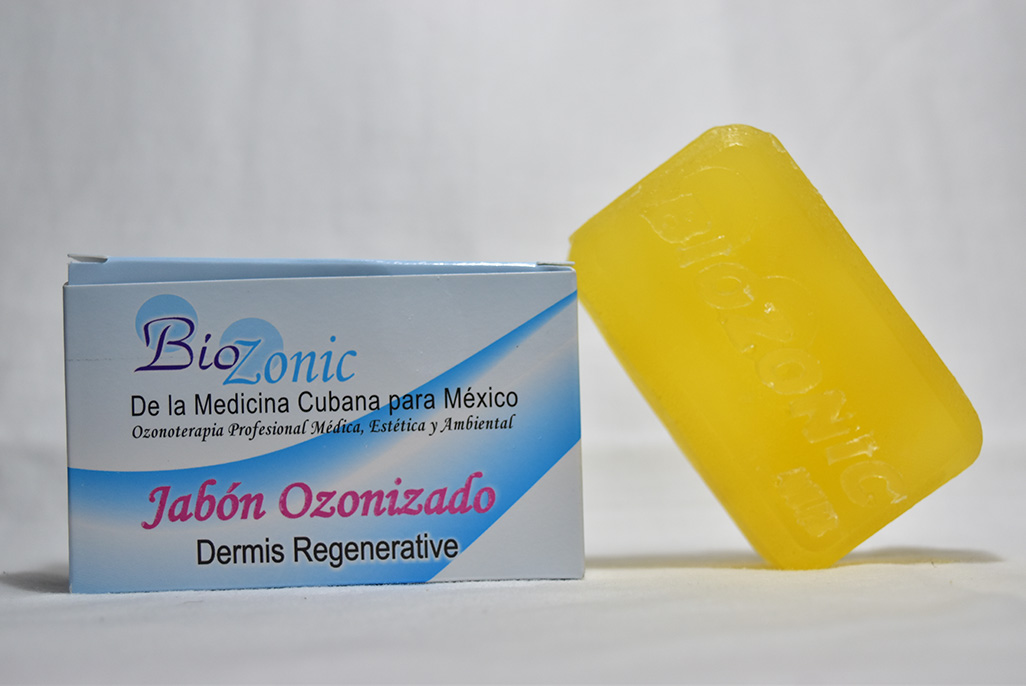 BioZonic
De la Medicina Cubana para México
Ozonoterapia Profesional Médica, Estética y Ambiental
Jabón Ozonizado
Dermis Regenerative
BIOZONIC